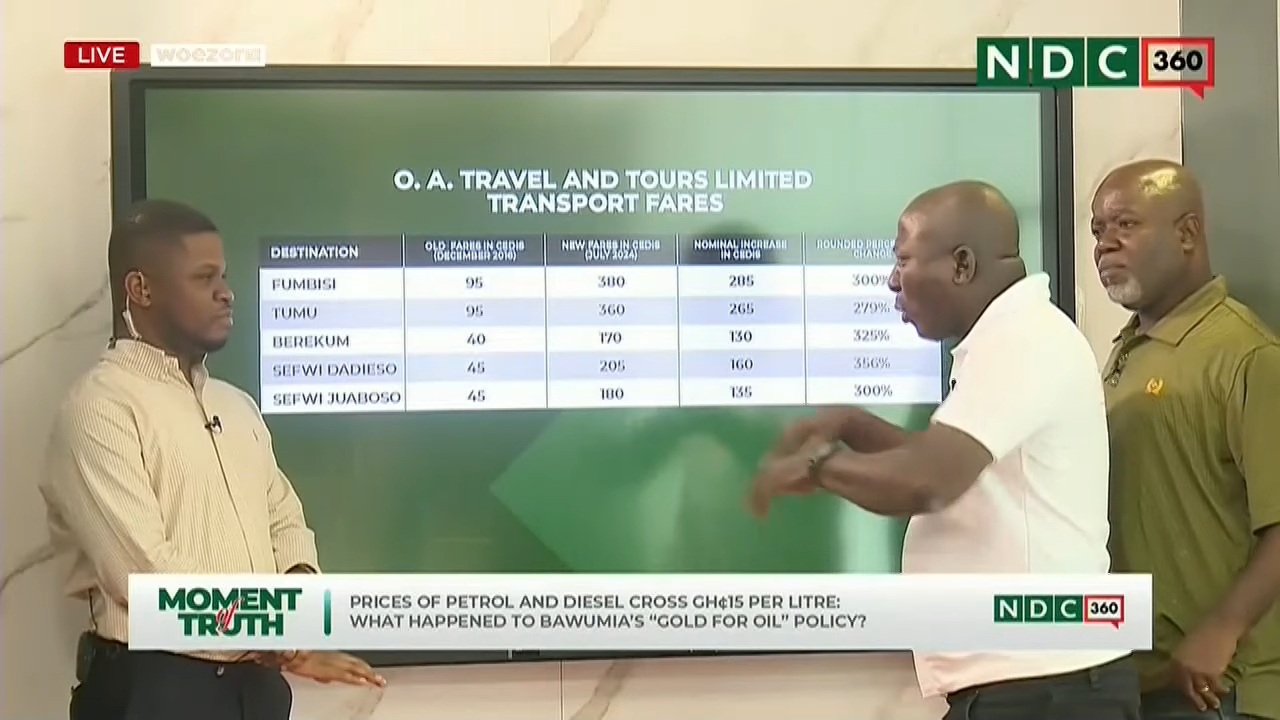 LIVE
woezora
NDC 360
O. A. TRAVEL AND TOURS LIMITED
TRANSPORT FARES
DESTINATION OLD FARES IN CEDIS (DECEMBER 2016) NEW FARES IN CEDIS (JULY 2024) NOMINAL INCREASE IN CEDIS ROUNDED
FUMBISI 95 380 285 300%
TUMU 95 360 265 279%
BEREKUM 40 170 130 325%
SEFWI DADIESO 45 205 160 356%
SEFWI JUABOSO 45 180 135 300%
MOMENT of TRUTH
PRICES OF PETROL AND DIESEL CROSS GH¢15 PER LITRE:
WHAT HAPPENED TO BAWUMIA'S "GOLD FOR OIL" POLICY?
NDC 360